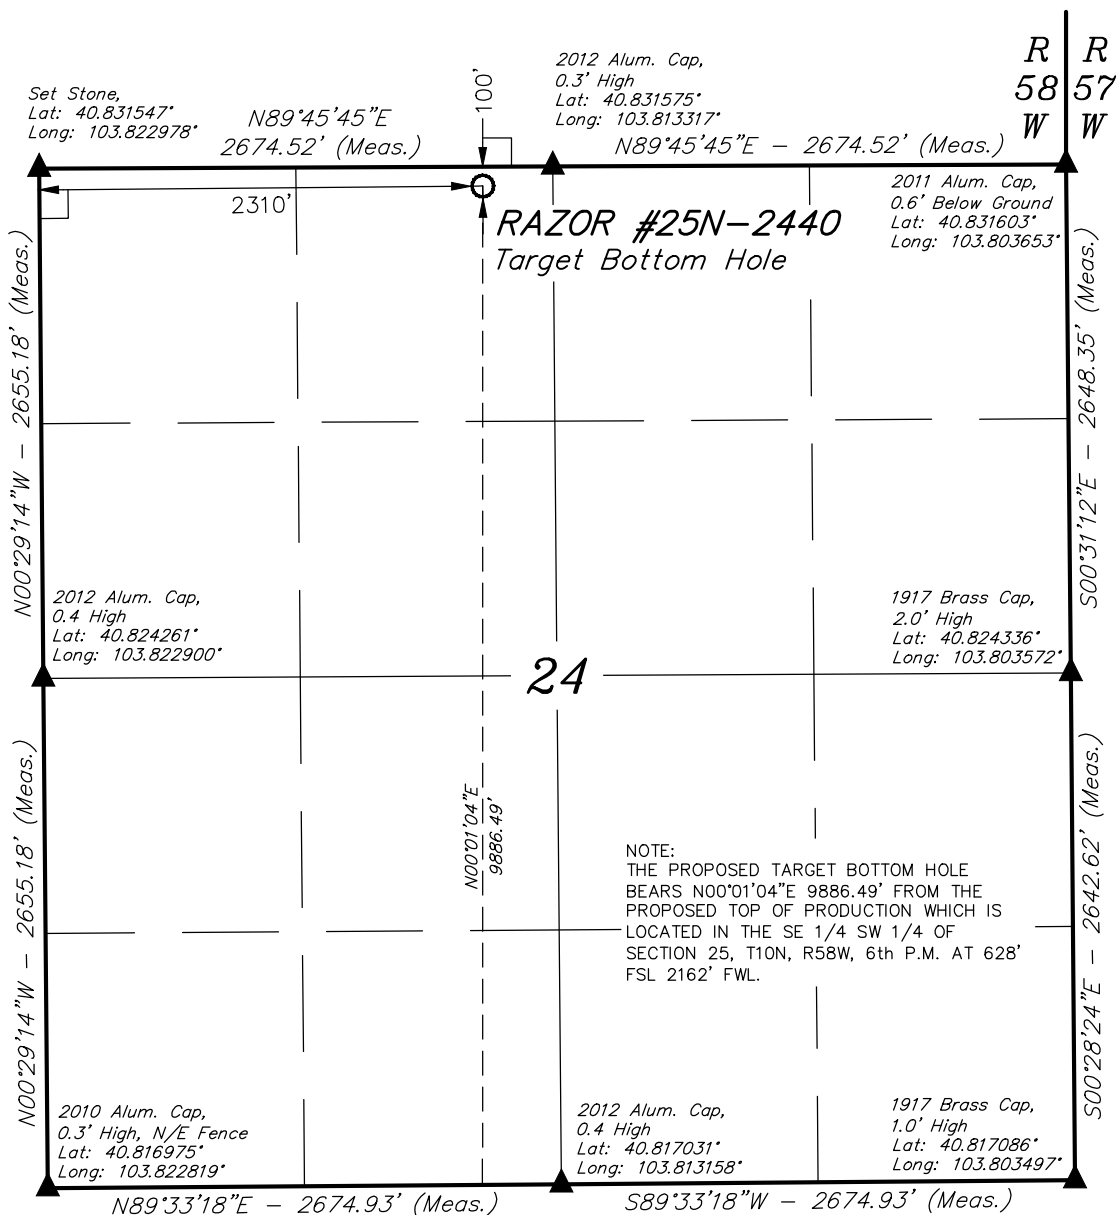 R R
58 57
W W
Set Stone,
Lat: 40.831547°
Long: 103.822978°
N89°45'45"E
2674.52' (Meas.)
100'
2012 Alum. Cap,
0.3' High
Lat: 40.831575°
Long: 103.813317°
N89°45'45"E – 2674.52' (Meas.)
2011 Alum. Cap,
0.6' Below Ground
Lat: 40.831603°
Long: 103.803653°
2310'
RAZOR #25N–2440
Target Bottom Hole
N00°29'14"W – 2655.18' (Meas.)
S00°31'12"E – 2648.35' (Meas.)
2012 Alum. Cap,
0.4 High
Lat: 40.824261°
Long: 103.822900°
1917 Brass Cap,
2.0' High
Lat: 40.824336°
Long: 103.803572°
24
N00°01'04"E
9886.49'
N00°29'14"W – 2655.18' (Meas.)
S00°28'24"E – 2642.62' (Meas.)
NOTE:
THE PROPOSED TARGET BOTTOM HOLE
BEARS N00°01'04"E 9886.49' FROM THE
PROPOSED TOP OF PRODUCTION WHICH IS
LOCATED IN THE SE 1/4 SW 1/4 OF
SECTION 25, T10N, R58W, 6th P.M. AT 628'
FSL 2162' FWL.
2010 Alum. Cap,
0.3' High, N/E Fence
Lat: 40.816975°
Long: 103.822819°
2012 Alum. Cap,
0.4 High
Lat: 40.817031°
Long: 103.813158°
1917 Brass Cap,
1.0' High
Lat: 40.817086°
Long: 103.803497°
N89°33'18"E – 2674.93' (Meas.)
S89°33'18"W – 2674.93' (Meas.)